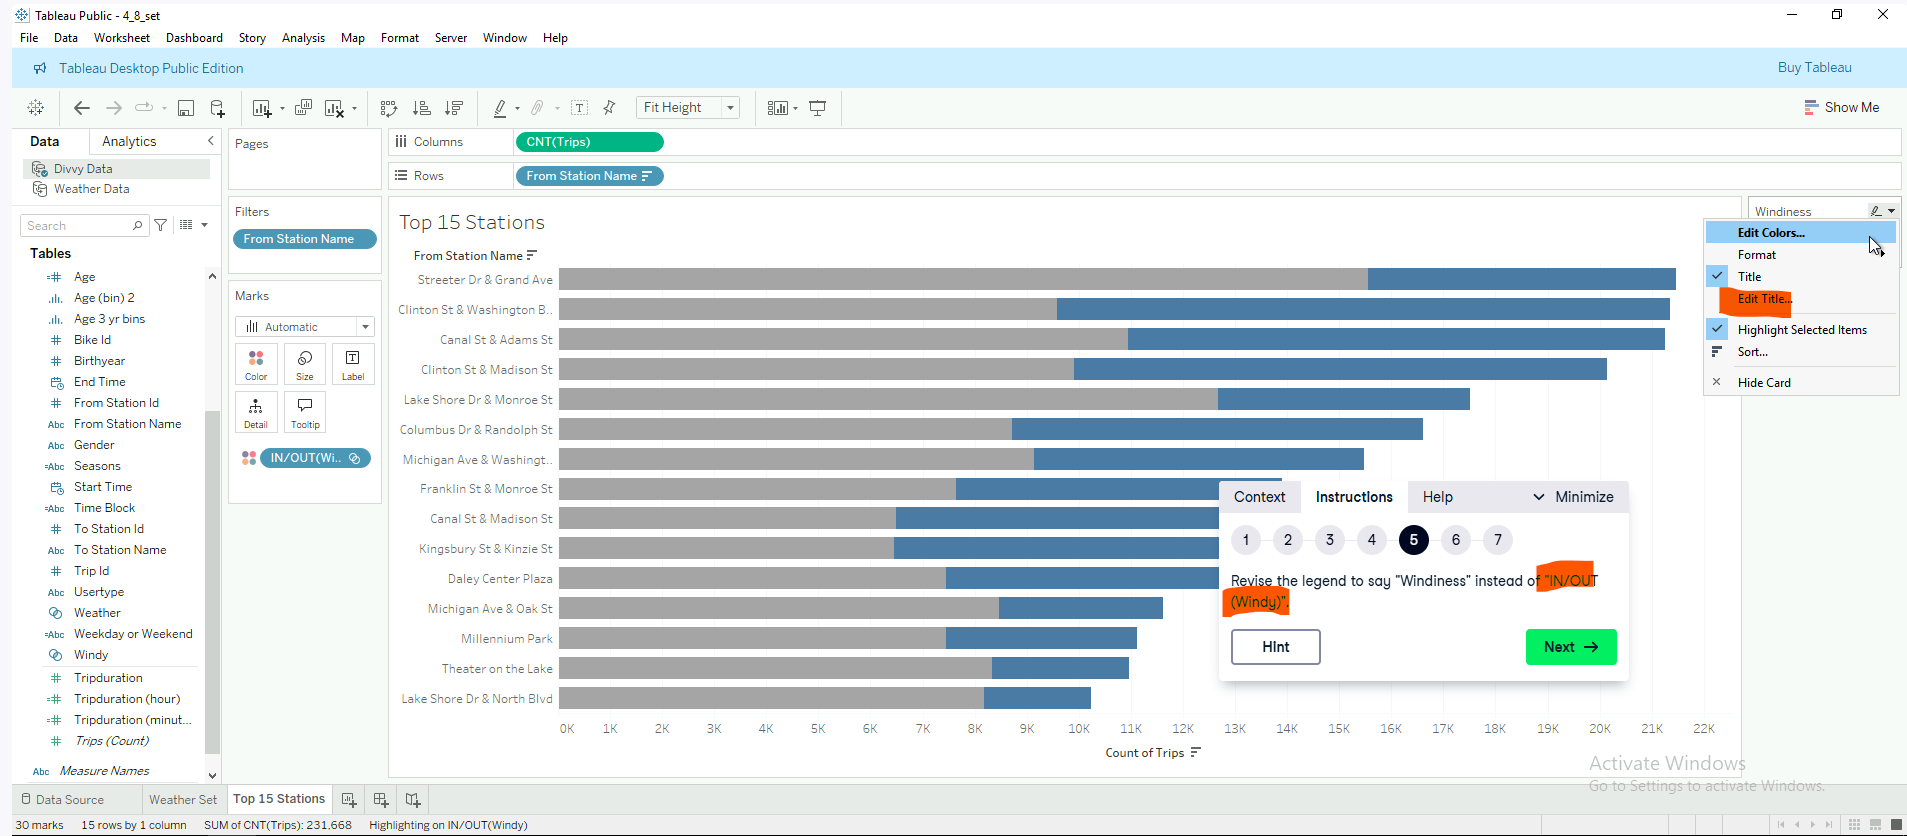 Tableau Public - 4_8_set
File Data Worksheet Dashboard Story Analysis Map Format Server Window Help
Tableau Desktop Public Edition
Buy Tableau
Fit Height
Show Me
Data Analytics
Divvy Data
Weather Data
Search
Tables
Age
Age (bin) 2
Age 3 yr bins
Bike Id
Birthyear
End Time
From Station Id
Abc From Station Name
Abc Gender
=Abc Seasons
Start Time
=Abc Time Block
To Station Id
Abc To Station Name
Trip Id
Abc Usertype
Weather
=Abc Weekday or Weekend
Windy
Tripduration
Tripduration (hour)
Tripduration (minut...
Trips (Count)
Abc Measure Names
Pages
Filters
From Station Name
Marks
Automatic
Color Size Label
Detail Tooltip
IN/OUT(Wi..
Columns CNT(Trips)
Rows From Station Name
Top 15 Stations
From Station Name
Streeter Dr & Grand Ave
Clinton St & Washington B..
Canal St & Adams St
Clinton St & Madison St
Lake Shore Dr & Monroe St
Columbus Dr & Randolph St
Michigan Ave & Washingt..
Franklin St & Monroe St
Canal St & Madison St
Kingsbury St & Kinzie St
Daley Center Plaza
Michigan Ave & Oak St
Millennium Park
Theater on the Lake
Lake Shore Dr & North Blvd
0K 1K 2K 3K 4K 5K 6K 7K 8K 9K 10K 11K 12K 13K 14K 15K 16K 17K 18K 19K 20K 21K 22K
Count of Trips
Windiness
Edit Colors...
Format
Title
Edit Title...
Highlight Selected Items
Sort...
Hide Card
Context Instructions Help Minimize
1 2 3 4 5 6 7
Revise the legend to say "Windiness" instead of "IN/OUT
(Windy)".
Hint
Next
Activate Windows
Go to Settings to activate Windows.
Data Source Weather Set Top 15 Stations
30 marks 15 rows by 1 column SUM of CNT(Trips): 231,668 Highlighting on IN/OUT(Windy)